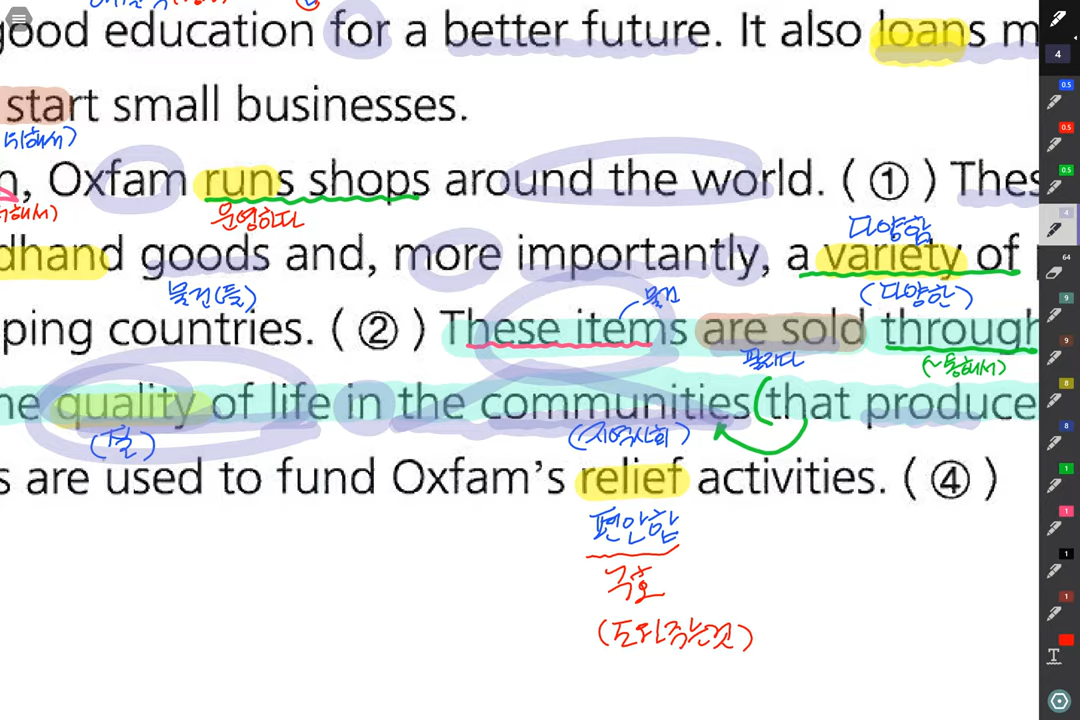 good education for a better future. It also loans m
start small businesses.
위해서)
n, Oxfam runs shops around the world. ( ① ) Thes
위해서) 운영하다 다양함
dhand goods and, more importantly, a variety of
물건(들) 물건 (다양한)
ping countries. ( ② ) These items are sold through
팔리다 (~통해서)
he quality of life in the communities (that produce
(질) (지역사회)
s are used to fund Oxfam's relief activities. ( ④ )
편안함
구호
(도와주는것)